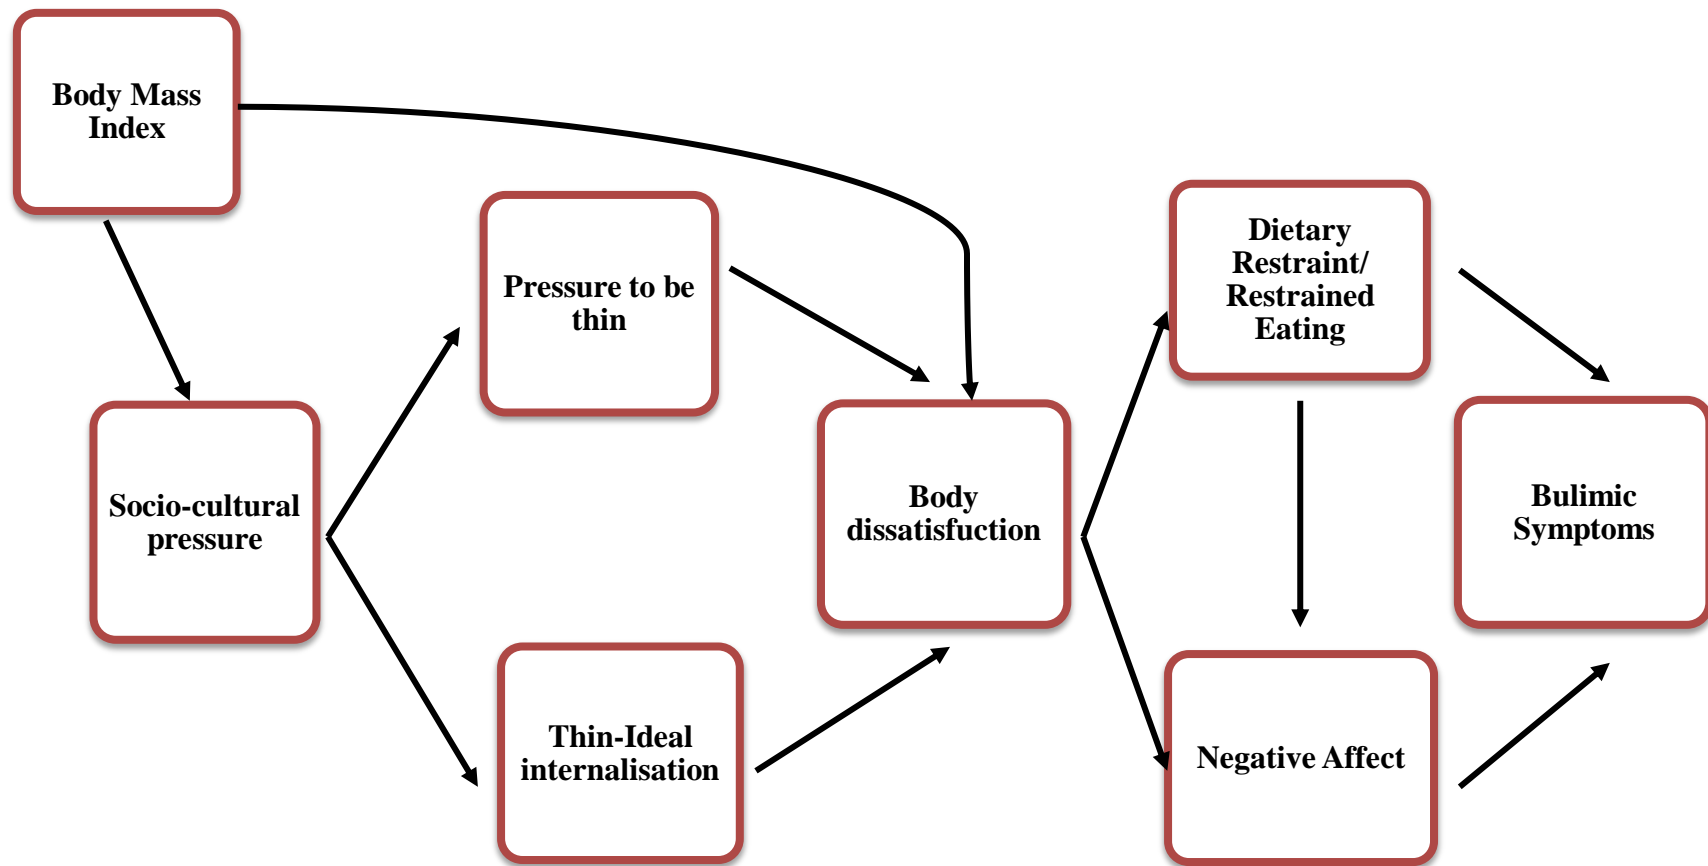 Body Mass
Index
Pressure to be
thin
Dietary
Restraint/
Restrained
Eating
Socio-cultural
pressure
Body
dissatisfuction
Bulimic
Symptoms
Thin-Ideal
internalisation
Negative Affect